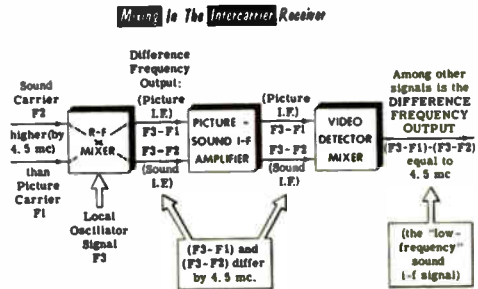 Mixing In The Intercarrier Receiver
Sound
Carrier
F2
higher(by
4.5 mc)
than
Picture
Carrier
F1
R-F
MIXER
Local
Oscillator
Signal
F3
Difference
Frequency
Output:
(Picture
I.F.)
F3-F1
F3-F2
(Sound
I.F.)
PICTURE -
SOUND I-F
AMPLIFIER
(Picture
I.F.)
F3-F1
F3-F2
(Sound
I.F.)
(F3-F1) and
(F3-F2) differ
by 4.5 mc.
VIDEO
DETECTOR
MIXER
Among other
signals is the
DIFFERENCE
FREQUENCY
OUTPUT
(F3-F1)-(F3-F2)
equal to
4.5 mc
(the "low-
frequency"
sound
i-f signal)